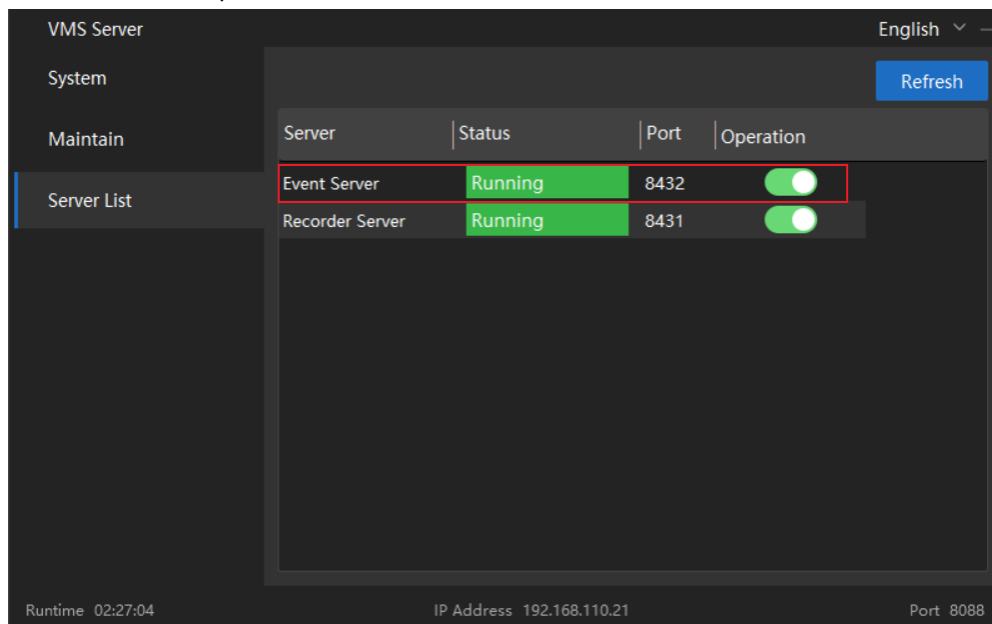 VMS Server English
System Refresh
Maintain
Server Status Port Operation
Server List
Event Server Running 8432
Recorder Server Running 8431
Runtime 02:27:04 IP Address 192.168.110.21 Port 8088